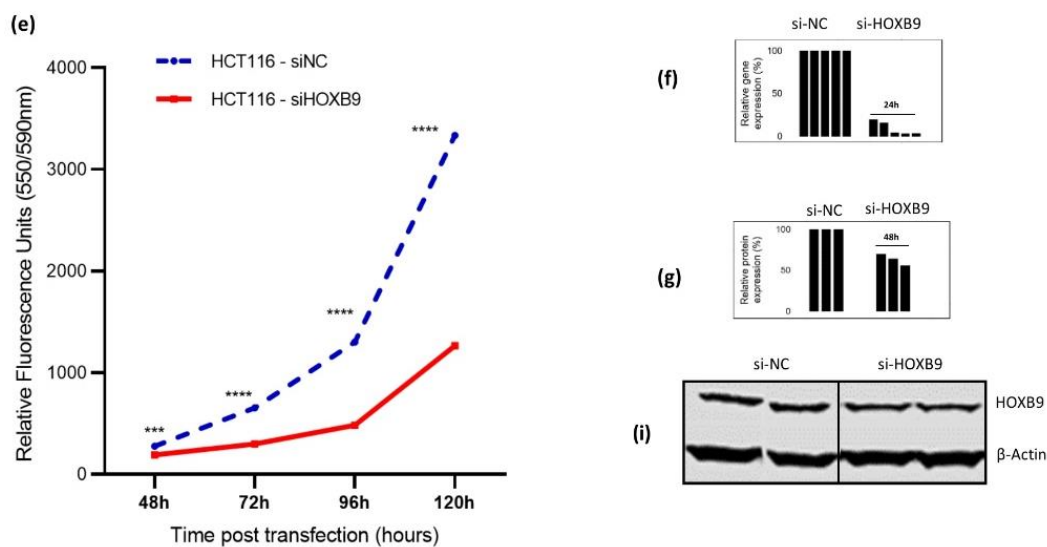 (e)
HCT116 - siNC
HCT116 - siHOXB9
Relative Fluorescence Units (550/590nm)
4000
3000
2000
1000
0
***
****
****
****
48h
72h
96h
120h
Time post transfection (hours)
si-NC
si-HOXB9
(f)
Relative gene
expression (%)
100
50
0
24h
si-NC
si-HOXB9
(g)
Relative protein
expression (%)
100
50
0
48h
si-NC
si-HOXB9
(i)
HOXB9
β-Actin